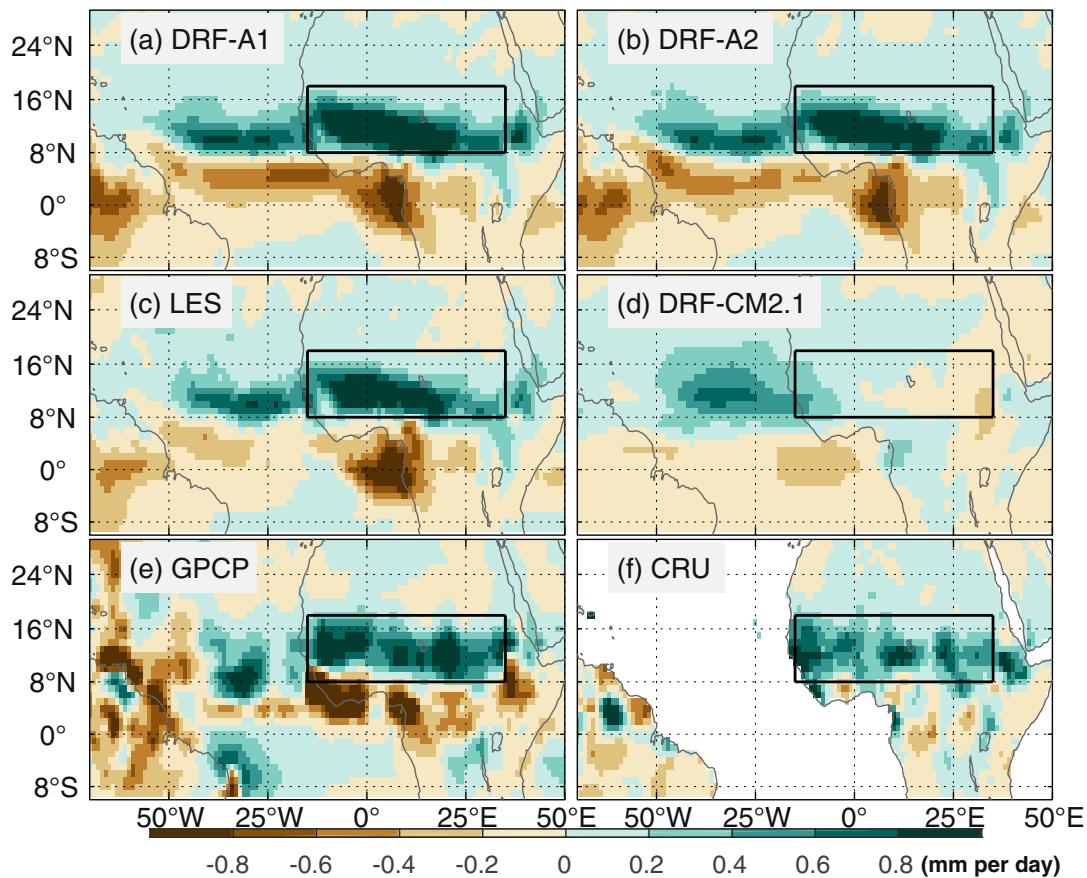 (a) DRF-A1
(b) DRF-A2
24°N
16°N
8°N
0°
8°S
(c) LES
(d) DRF-CM2.1
24°N
16°N
8°N
0°
8°S
(e) GPCP
(f) CRU
24°N
16°N
8°N
0°
8°S
50°W 25°W 0° 25°E 50°E 50°W 25°W 0° 25°E 50°E
-0.8 -0.6 -0.4 -0.2 0 0.2 0.4 0.6 0.8 (mm per day)